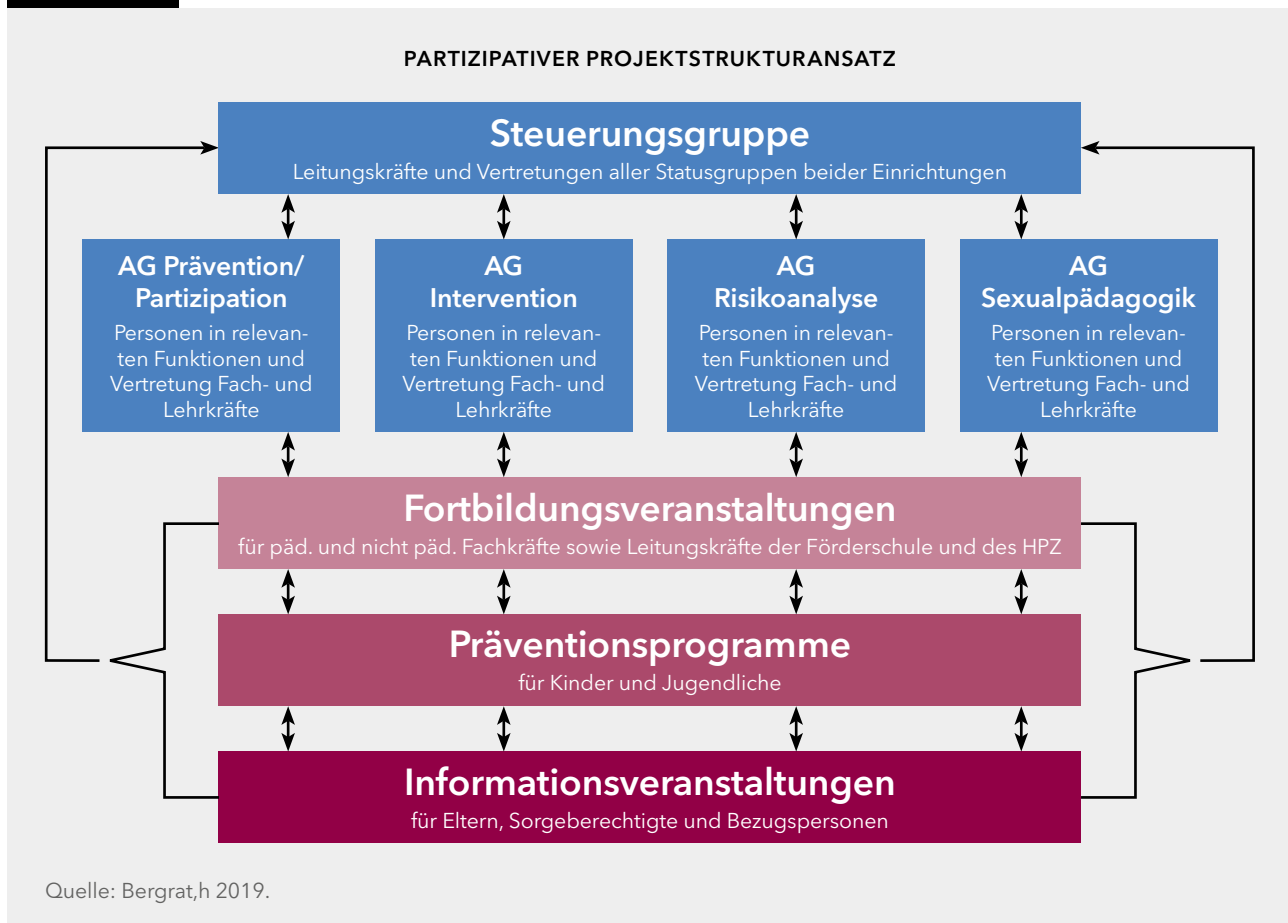 PARTIZIPATIVER PROJEKTSTRUKTURANSATZ
Steuerungsgruppe
Leitungskräfte und Vertretungen aller Statusgruppen beider Einrichtungen
AG Prävention/
Partizipation
Personen in relevan-
ten Funktionen und
Vertretung Fach- und
Lehrkräfte
AG
Intervention
Personen in relevan-
ten Funktionen und
Vertretung Fach- und
Lehrkräfte
AG
Risikoanalyse
Personen in relevan-
ten Funktionen und
Vertretung Fach- und
Lehrkräfte
AG
Sexualpädagogik
Personen in relevan-
ten Funktionen und
Vertretung Fach- und
Lehrkräfte
Fortbildungsveranstaltungen
für päd. und nicht päd. Fachkräfte sowie Leitungskräfte der Förderschule und des HPZ
Präventionsprogramme
für Kinder und Jugendliche
Informationsveranstaltungen
für Eltern, Sorgeberechtigte und Bezugspersonen
Quelle: Bergrat,h 2019.